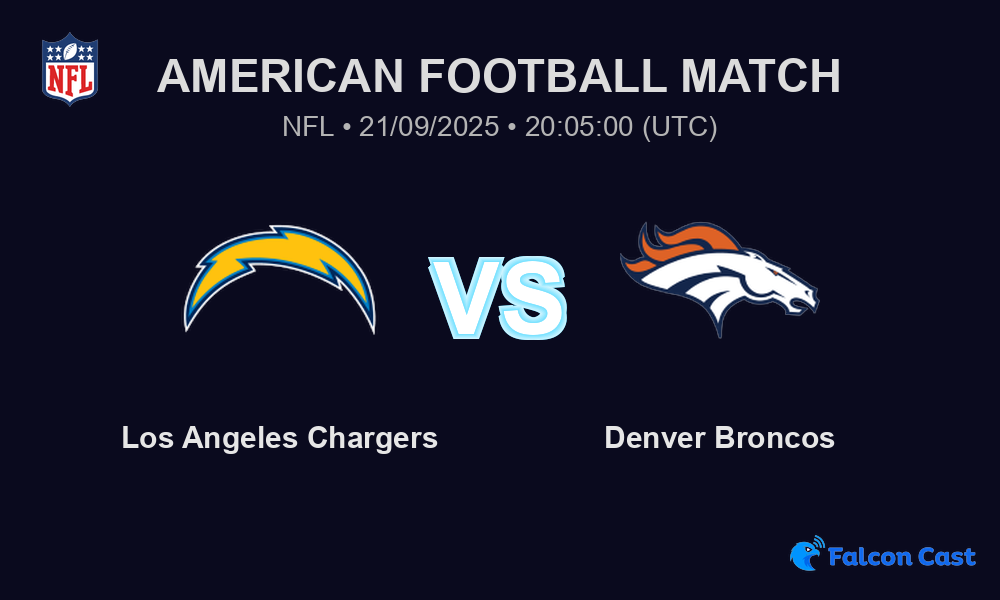 NFL
AMERICAN FOOTBALL MATCH
NFL • 21/09/2025 • 20:05:00 (UTC)
VS
Los Angeles Chargers
Denver Broncos
Falcon Cast